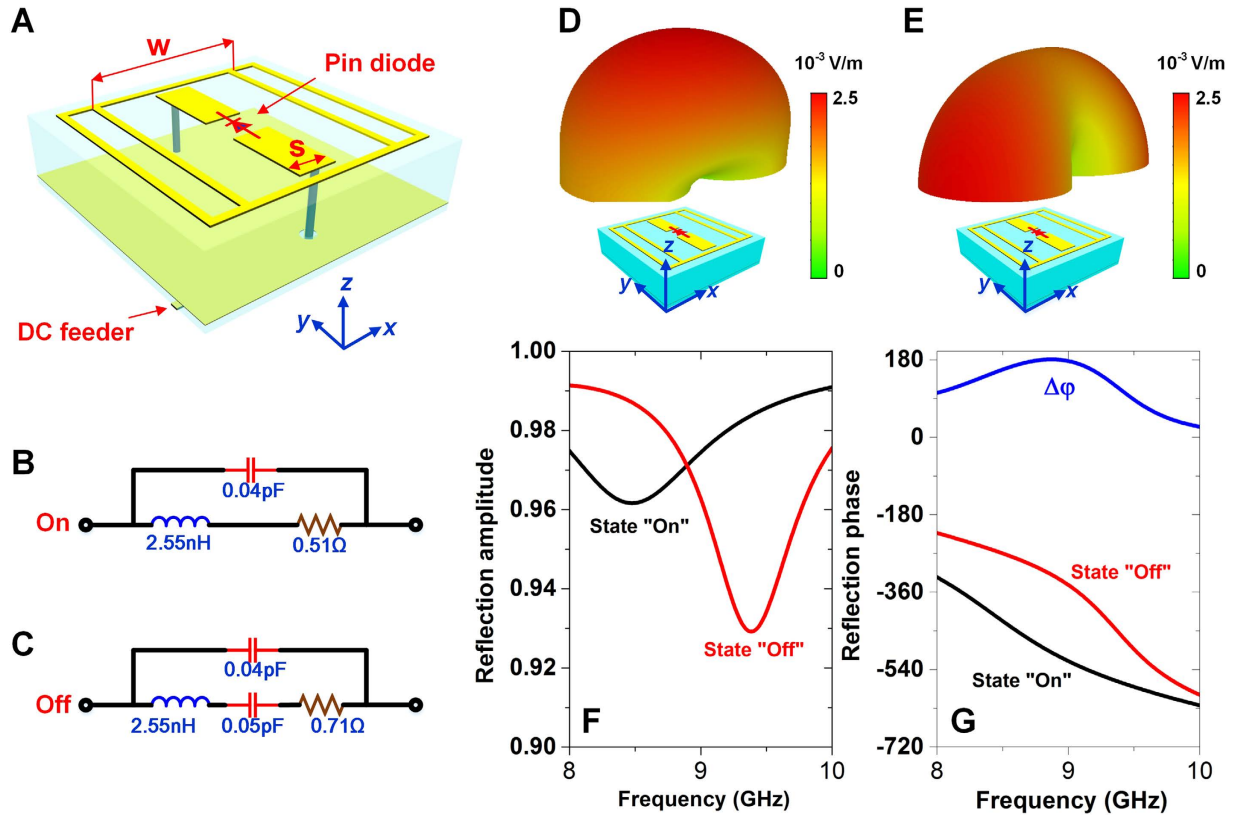 A
W
Pin diode
S
DC feeder
z
y
x
B
On
0.04pF
2.55nH
0.51Ω
C
Off
0.04pF
2.55nH
0.05pF
0.71Ω
D
10⁻³ V/m
2.5
0
z
y
x
E
10⁻³ V/m
2.5
0
z
y
x
1.00
0.98
0.96
0.94
0.92
0.90
Reflection amplitude
State "On"
State "Off"
F
8
9
10
Frequency (GHz)
180
0
-180
-360
-540
-720
Reflection phase
Δφ
State "Off"
State "On"
G
8
9
10
Frequency (GHz)